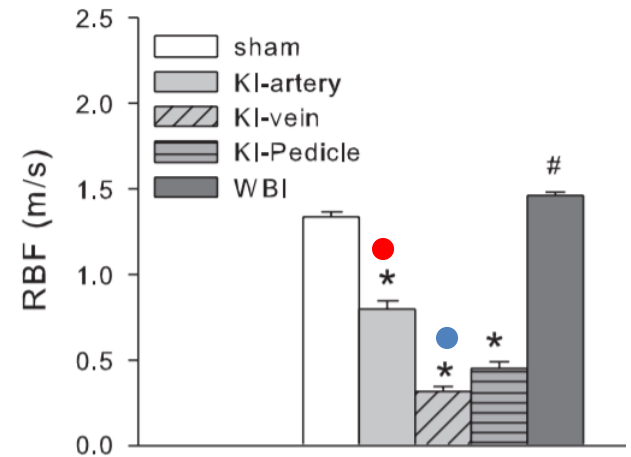 2.5
2.0
1.5
1.0
0.5
0.0
RBF (m/s)
sham
KI-artery
KI-vein
KI-Pedicle
WBI
*
*
*
#